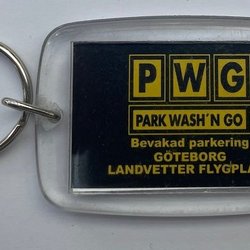 PWG
PARK WASH´N GO
Bevakad parkering
GÖTEBORG
LANDVETTER FLYGPLA